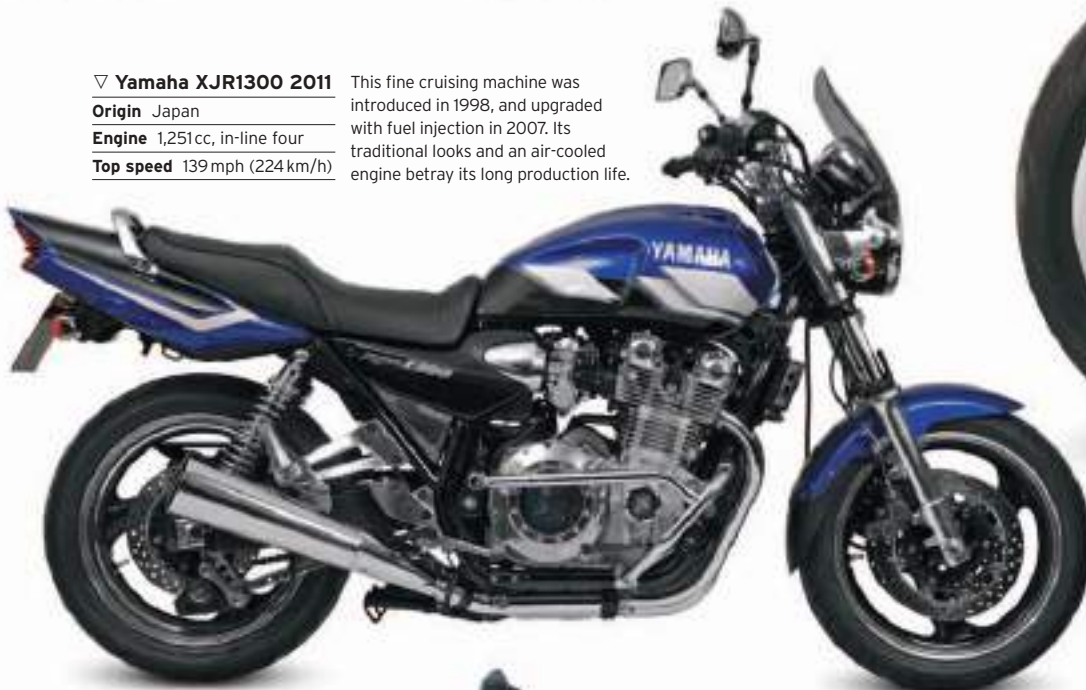 ▽ Yamaha XJR1300 2011
Origin Japan
Engine 1,251cc, in-line four
Top speed 139 mph (224 km/h)
This fine cruising machine was
introduced in 1998, and upgraded
with fuel injection in 2007. Its
traditional looks and an air-cooled
engine betray its long production life.
YAMAHA